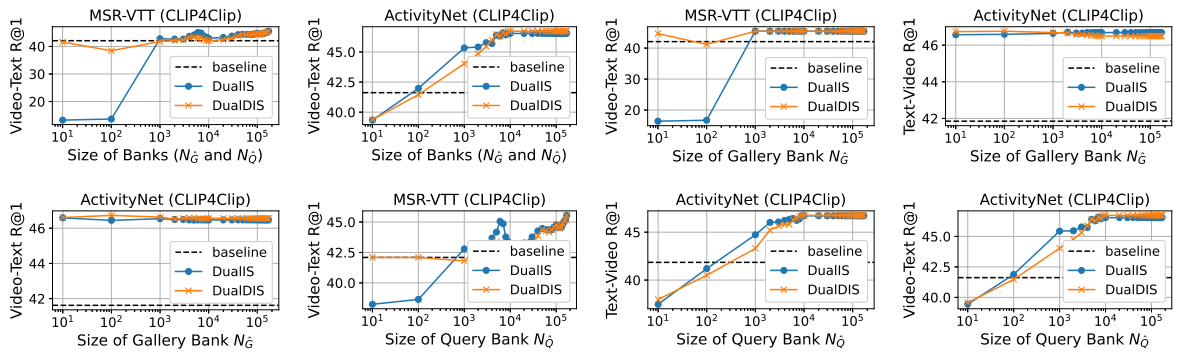 MSR-VTT (CLIP4Clip)
Video-Text R@1
40
30
20
baseline
DualIS
DualDIS
10^1 10^2 10^3 10^4 10^5
Size of Banks (N_Ĝ and N_Q̂)
ActivityNet (CLIP4Clip)
Video-Text R@1
45.0
42.5
40.0
baseline
DualIS
DualDIS
10^1 10^2 10^3 10^4 10^5
Size of Banks (N_Ĝ and N_Q̂)
MSR-VTT (CLIP4Clip)
Video-Text R@1
40
30
20
baseline
DualIS
DualDIS
10^1 10^2 10^3 10^4 10^5
Size of Gallery Bank N_Ĝ
ActivityNet (CLIP4Clip)
Text-Video R@1
46
44
42
baseline
DualIS
DualDIS
10^1 10^2 10^3 10^4 10^5
Size of Gallery Bank N_Ĝ
ActivityNet (CLIP4Clip)
Video-Text R@1
46
44
42
baseline
DualIS
DualDIS
10^1 10^2 10^3 10^4 10^5
Size of Gallery Bank N_Ĝ
MSR-VTT (CLIP4Clip)
Video-Text R@1
45.0
42.5
40.0
baseline
DualIS
DualDIS
10^1 10^2 10^3 10^4 10^5
Size of Query Bank N_Q̂
ActivityNet (CLIP4Clip)
Text-Video R@1
45
40
baseline
DualIS
DualDIS
10^1 10^2 10^3 10^4 10^5
Size of Query Bank N_Q̂
ActivityNet (CLIP4Clip)
Video-Text R@1
45.0
42.5
40.0
baseline
DualIS
DualDIS
10^1 10^2 10^3 10^4 10^5
Size of Query Bank N_Q̂